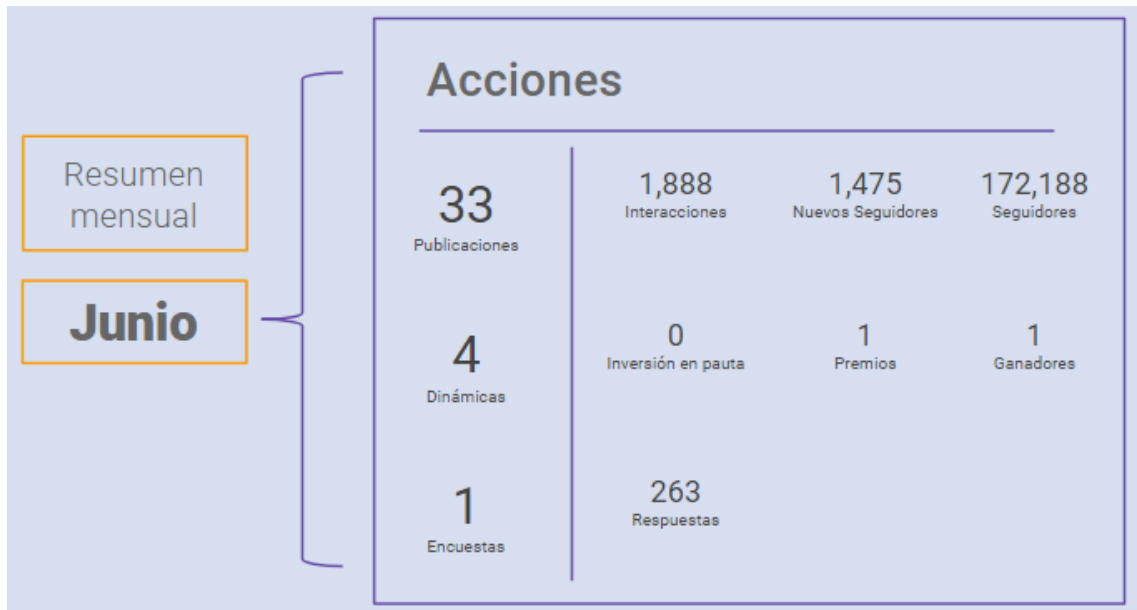 Resumen
mensual
Junio
Acciones
33
Publicaciones
1,888
Interacciones
1,475
Nuevos Seguidores
172,188
Seguidores
4
Dinámicas
0
Inversión en pauta
1
Premios
1
Ganadores
1
Encuestas
263
Respuestas